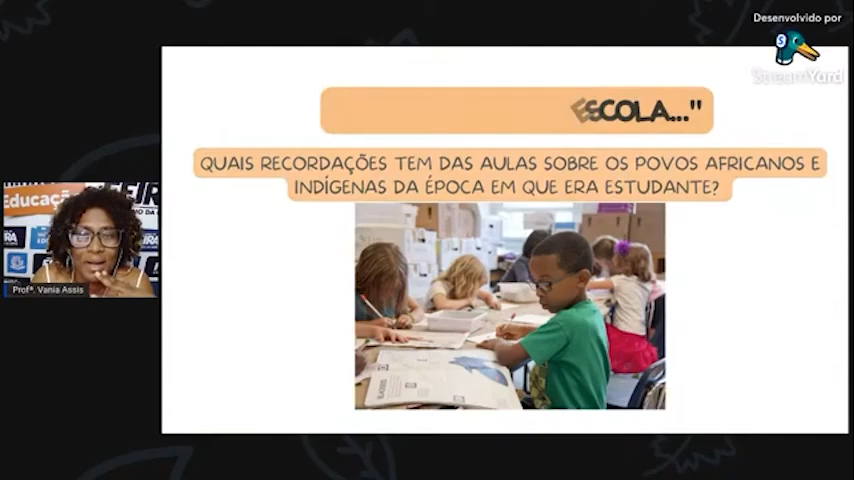 Desenvolvido por
StreamYard
ESCOLA..."
QUAIS RECORDAÇÕES TEM DAS AULAS SOBRE OS POVOS AFRICANOS E
INDÍGENAS DA ÉPOCA EM QUE ERA ESTUDANTE?
Educação
Profª. Vania Assis